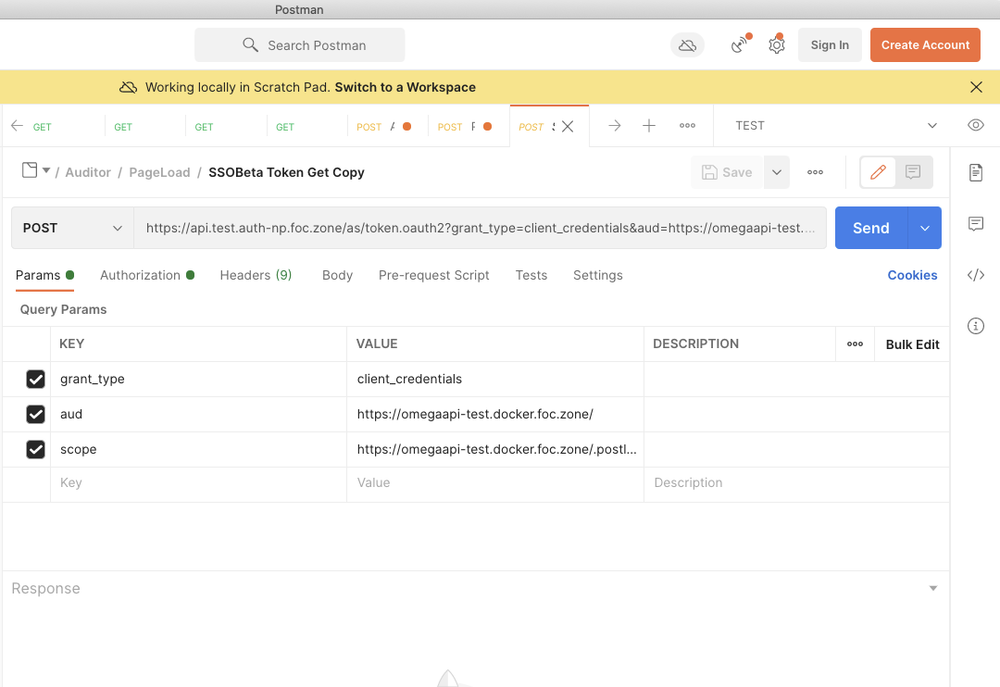 Postman
Search Postman
Sign In
Create Account
Working locally in Scratch Pad. Switch to a Workspace
GET GET GET GET POST POST POST TEST
/ Auditor / PageLoad / SSOBeta Token Get Copy
Save
POST
https://api.test.auth-np.foc.zone/as/token.oauth2?grant_type=client_credentials&aud=https://omegaapi-test....
Send
Params Authorization Headers (9) Body Pre-request Script Tests Settings Cookies
Query Params
KEY VALUE DESCRIPTION Bulk Edit
grant_type client_credentials
aud https://omegaapi-test.docker.foc.zone/
scope https://omegaapi-test.docker.foc.zone/.postl...
Key Value Description
Response